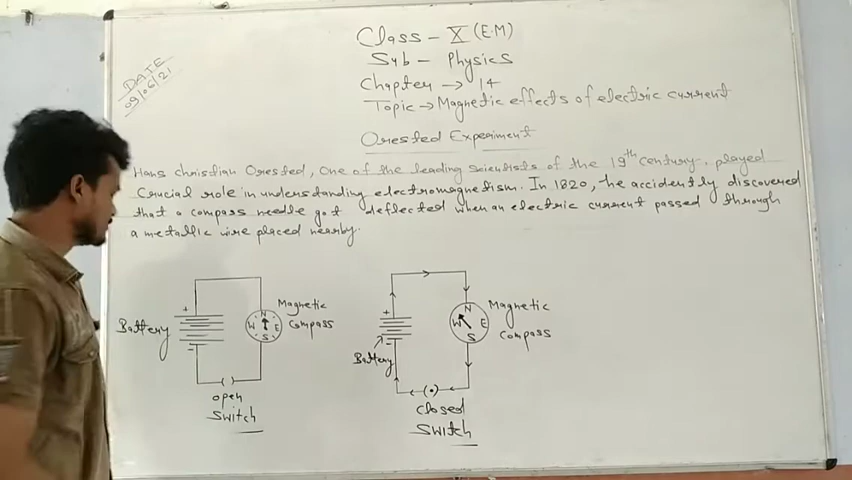 Class - X (E.M)
Sub - Physics
Chapter → 14
Topic → Magnetic effects of electric current
DATE
09/06/21
Orested Experiment
Hans christian Orested, One of the leading scientists of the 19th century, played
Crucial role in understanding electromagnetism. In 1820, he accidently discovered
that a compass needle got deflected when an electric current passed through
a metallic wire placed nearby.
+
Battery
-
N
W E
S
Magnetic
Compass
open
Switch
+
-
Battery
N
W E
S
Magnetic
Compass
closed
Switch